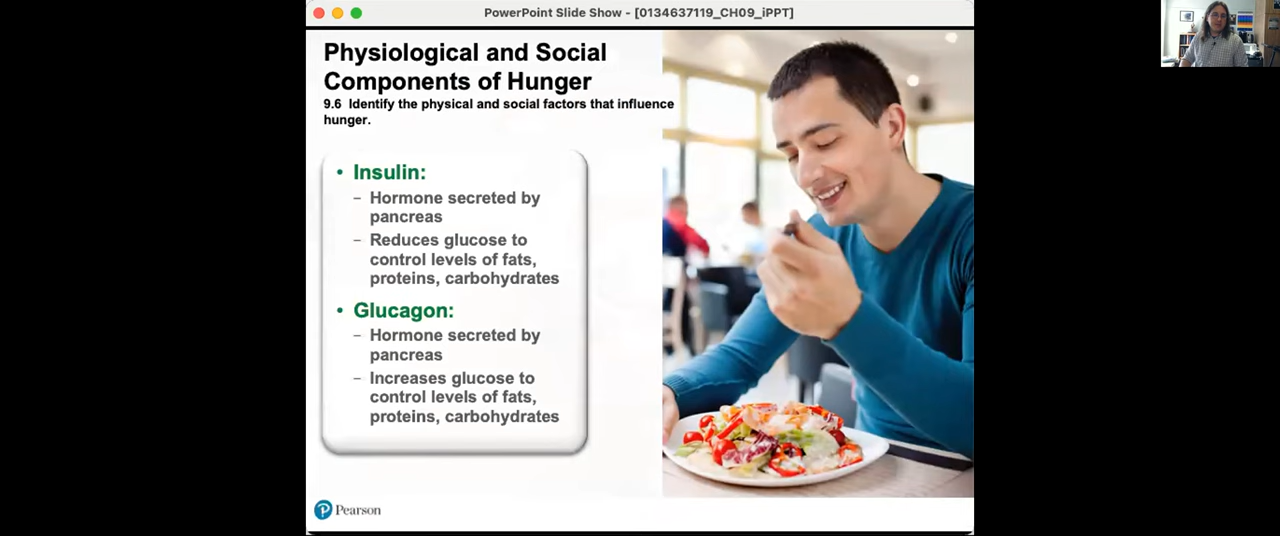 PowerPoint Slide Show - [0134637119_CH09_iPPT]
Physiological and Social
Components of Hunger
9.6 Identify the physical and social factors that influence
hunger.
• Insulin:
– Hormone secreted by
pancreas
– Reduces glucose to
control levels of fats,
proteins, carbohydrates
• Glucagon:
– Hormone secreted by
pancreas
– Increases glucose to
control levels of fats,
proteins, carbohydrates
P Pearson